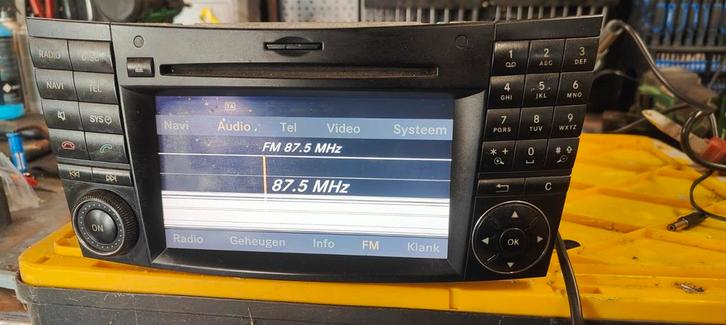 RADIO DISC
NAVI TEL
SYS
ON
TA
Navi Audio Tel Video Systeem
FM 87.5 MHz
87.5 MHz
Radio Geheugen Info FM Klank
1 2 ABC 3 DEF
4 GHI 5 JKL 6 MNO
7 PQRS 8 TUV 9 WXYZ
* + 0 #
C
OK